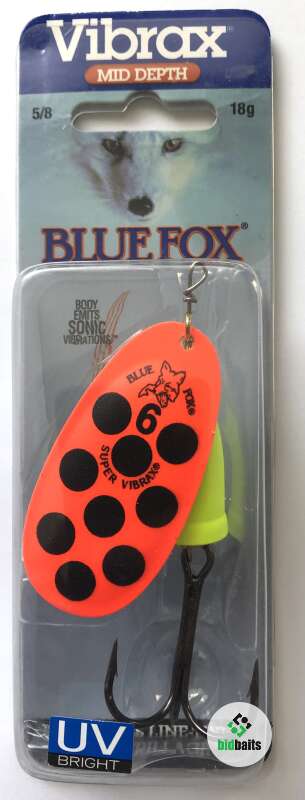 Vibrax®
MID DEPTH
5/8
18g
BLUE FOX®
BODY
EMITS
SONIC
VIBRATIONS™
BLUE FOX®
6
SUPER VIBRAX®
UV
BRIGHT
bidbaits